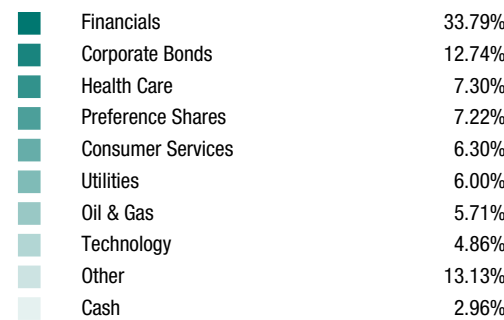 Financials 33.79%
Corporate Bonds 12.74%
Health Care 7.30%
Preference Shares 7.22%
Consumer Services 6.30%
Utilities 6.00%
Oil & Gas 5.71%
Technology 4.86%
Other 13.13%
Cash 2.96%